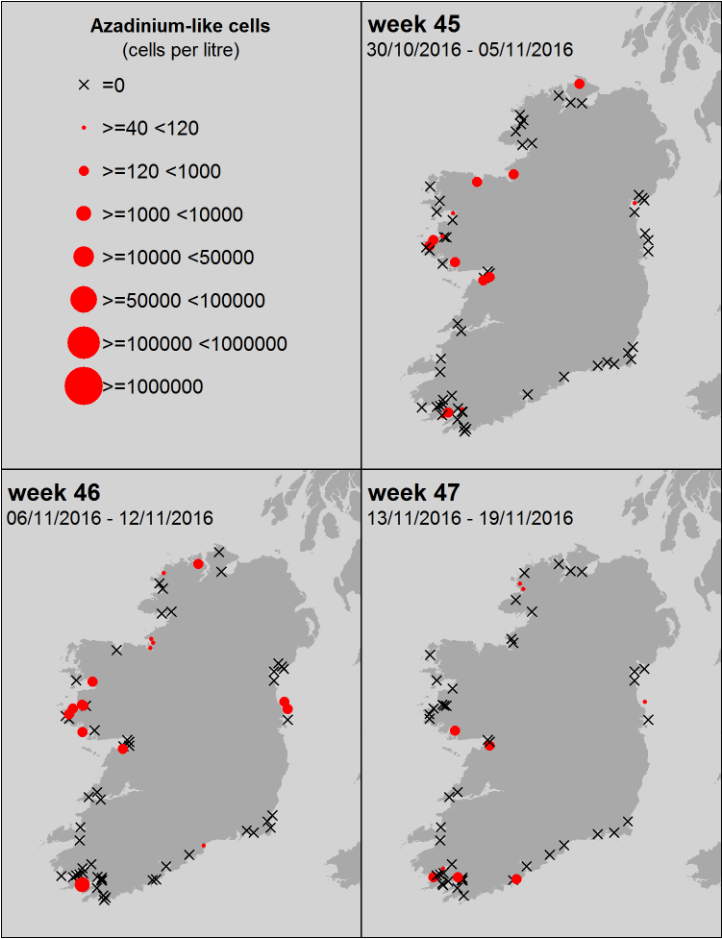 Azadinium-like cells
(cells per litre)
=0
>=40 <120
>=120 <1000
>=1000 <10000
>=10000 <50000
>=50000 <100000
>=100000 <1000000
>=1000000
week 45
30/10/2016 - 05/11/2016
week 46
06/11/2016 - 12/11/2016
week 47
13/11/2016 - 19/11/2016